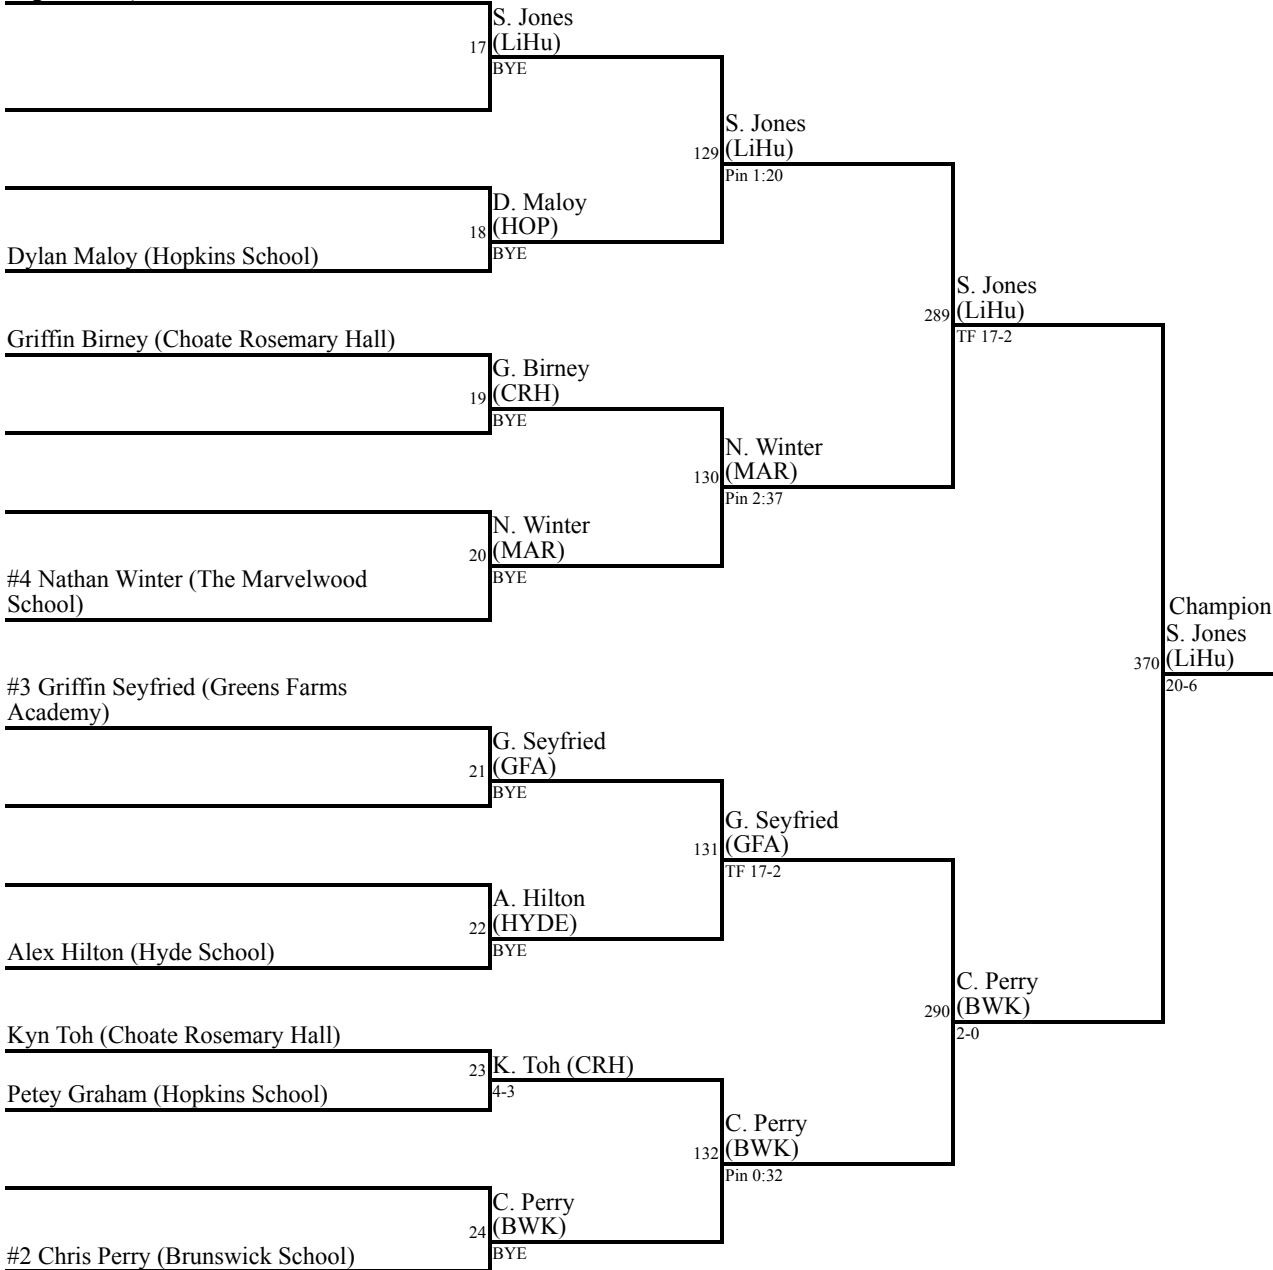 S. Jones
17 (LiHu)
BYE
S. Jones
129 (LiHu)
Pin 1:20
D. Maloy
18 (HOP)
Dylan Maloy (Hopkins School)
BYE
S. Jones
289 (LiHu)
TF 17-2
Griffin Birney (Choate Rosemary Hall)
G. Birney
19 (CRH)
BYE
N. Winter
130 (MAR)
Pin 2:37
N. Winter
20 (MAR)
BYE
#4 Nathan Winter (The Marvelwood
School)
Champion
S. Jones
370 (LiHu)
20-6
#3 Griffin Seyfried (Greens Farms
Academy)
G. Seyfried
21 (GFA)
BYE
G. Seyfried
131 (GFA)
TF 17-2
A. Hilton
22 (HYDE)
Alex Hilton (Hyde School)
BYE
C. Perry
290 (BWK)
2-0
Kyn Toh (Choate Rosemary Hall)
23 K. Toh (CRH)
Petey Graham (Hopkins School)
4-3
C. Perry
132 (BWK)
Pin 0:32
C. Perry
24 (BWK)
#2 Chris Perry (Brunswick School)
BYE